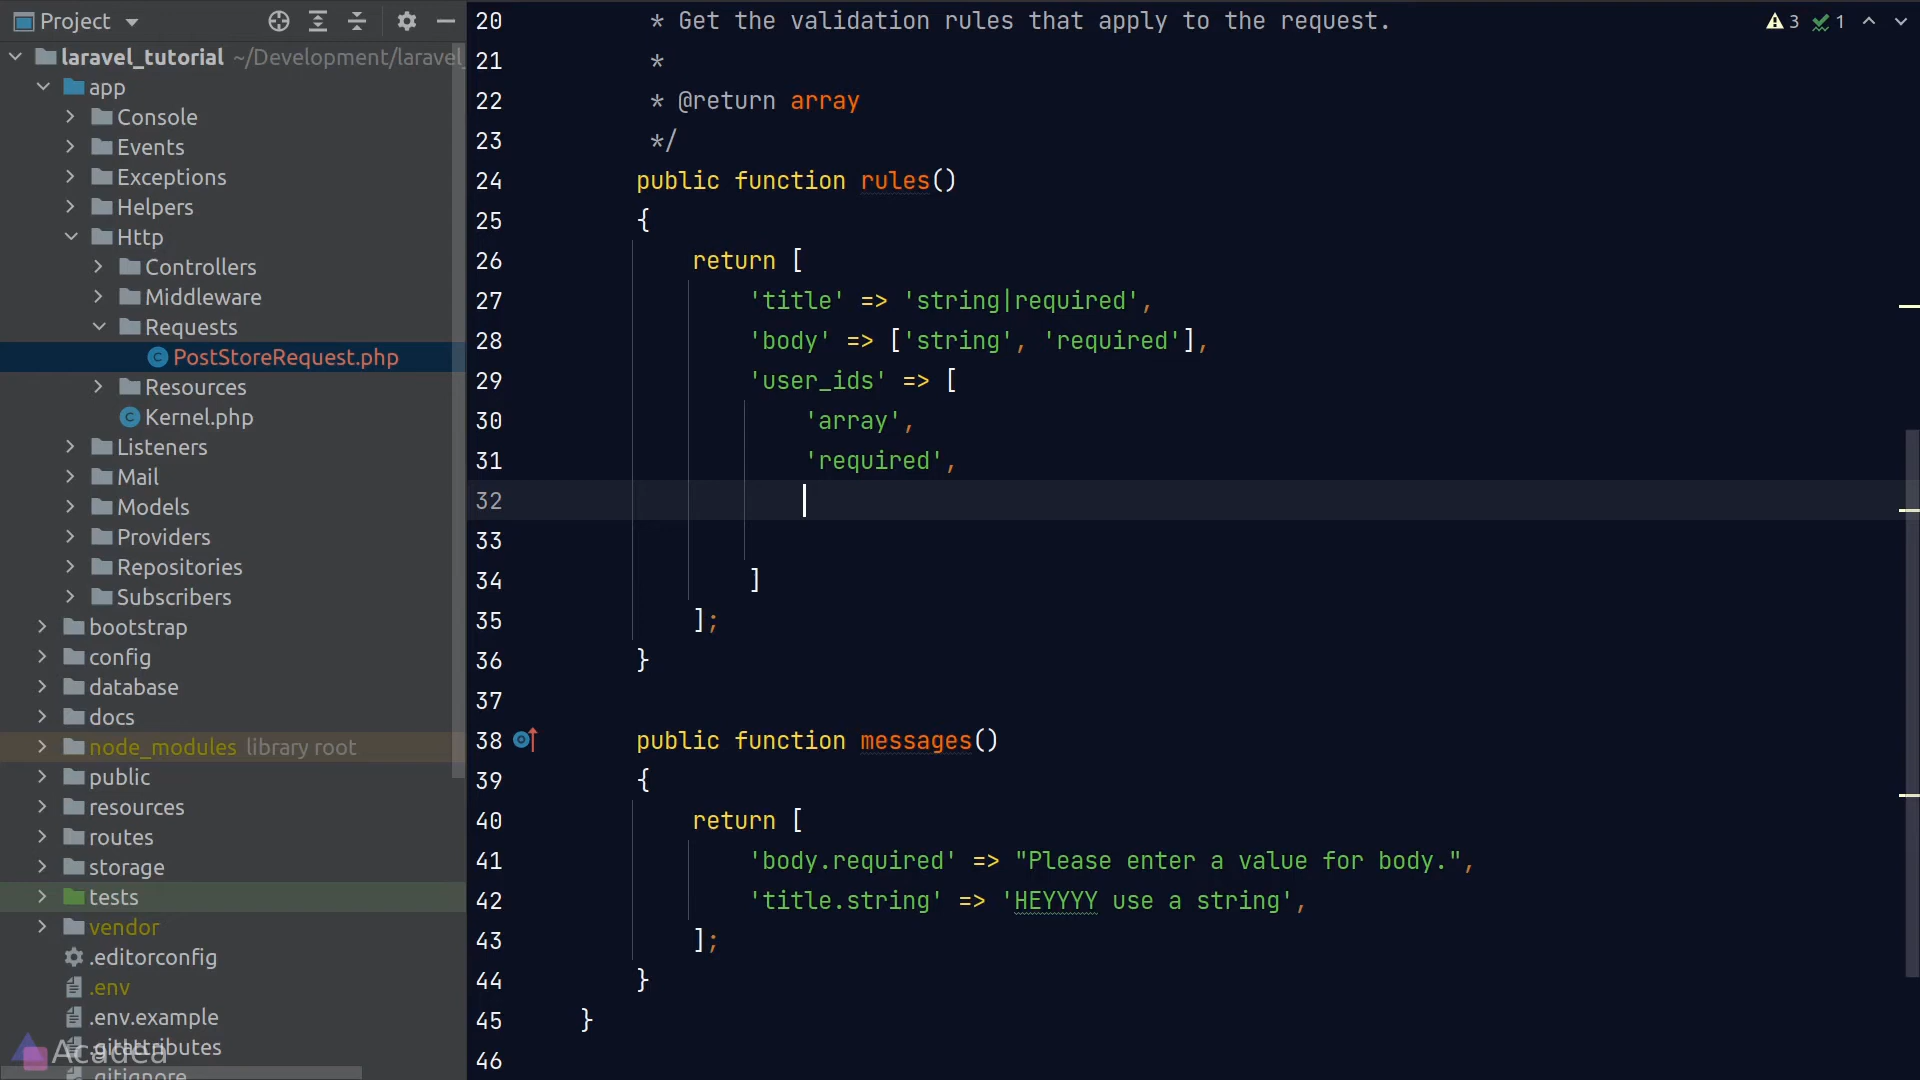 Project
laravel_tutorial ~/Development/laravel_
app
Console
Events
Exceptions
Helpers
Http
Controllers
Middleware
Requests
PostStoreRequest.php
Resources
Kernel.php
Listeners
Mail
Models
Providers
Repositories
Subscribers
bootstrap
config
database
docs
node_modules library root
public
resources
routes
storage
tests
vendor
.editorconfig
.env
.env.example
.gitattributes
.gitignore
Acadea
3 1
20 * Get the validation rules that apply to the request.
21 *
22 * @return array
23 */
24 public function rules()
25 {
26 return [
27 'title' => 'string|required',
28 'body' => ['string', 'required'],
29 'user_ids' => [
30 'array',
31 'required',
32
33
34 ]
35 ];
36 }
37
38 public function messages()
39 {
40 return [
41 'body.required' => "Please enter a value for body.",
42 'title.string' => 'HEYYYY use a string',
43 ];
44 }
45 }
46